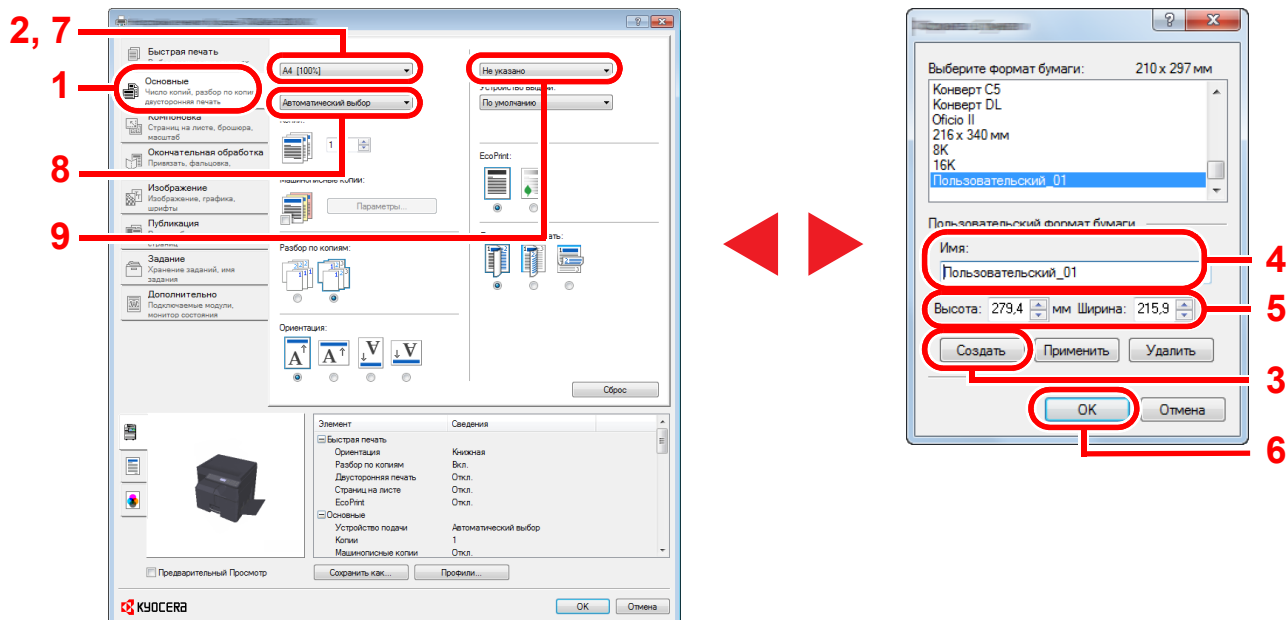 2, 7
1
8
9
Быстрая печать
Основные
Число копий, разбор по копиям
двусторонняя печать
Компоновка
Страниц на листе, брошюра,
масштаб
Окончательная обработка
Привязать, фальцовка,
Изображение
Изображение, графика,
шрифты
Публикация
страниц
Задание
Хранение заданий, имя
задания
Дополнительно
Подключаемые модули,
монитор состояния
A4 [100%]
Автоматический выбор
Копии:
1
Машинописные копии:
Параметры...
Разбор по копиям:
Ориентация:
Не указано
Устройство выдачи:
По умолчанию
EcoPrint:
Сброс
Элемент
Сведения
Быстрая печать
Ориентация
Книжная
Разбор по копиям
Вкл.
Двусторонняя печать
Откл.
Страниц на листе
Откл.
EcoPrint
Откл.
Основные
Устройство подачи
Автоматический выбор
Копии
1
Машинописные копии
Откл.
Предварительный Просмотр
Сохранить как...
Профили...
KYOCERA
OK
Отмена
Выберите формат бумаги:
210 x 297 мм
Конверт C5
Конверт DL
Oficio II
216 x 340 мм
8K
16K
Пользовательский_01
Пользовательский формат бумаги
Имя:
Пользовательский_01
Высота: 279,4 мм Ширина: 215,9
Создать
Применить
Удалить
OK
Отмена
4
5
3
6